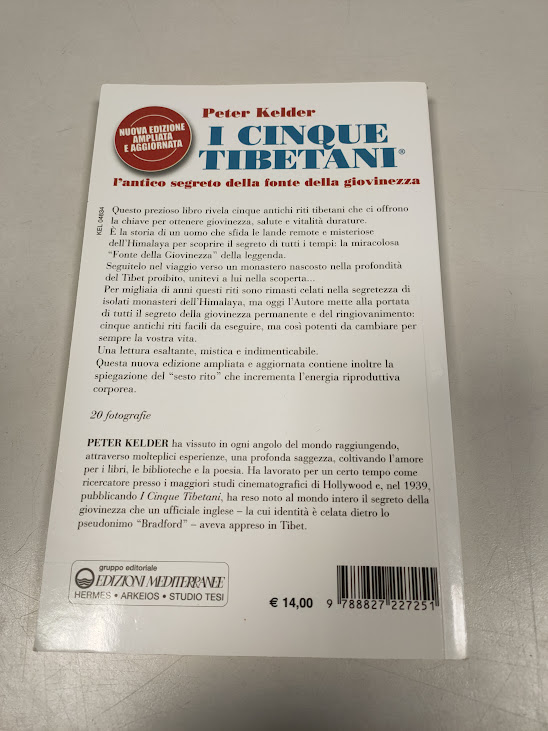 Peter Kelder
NUOVA EDIZIONE
AMPLIATA
E AGGIORNATA
I CINQUE
TIBETANI®
l'antico segreto della fonte della giovinezza
KEL 04834
Questo prezioso libro rivela cinque antichi riti tibetani che ci offrono
la chiave per ottenere giovinezza, salute e vitalità durature.
È la storia di un uomo che sfida le lande remote e misteriose
dell'Himalaya per scoprire il segreto di tutti i tempi: la miracolosa
"Fonte della Giovinezza" della leggenda.
Seguitelo nel viaggio verso un monastero nascosto nella profondità
del Tibet proibito, unitevi a lui nella scoperta...
Per migliaia di anni questi riti sono rimasti celati nella segretezza di
isolati monasteri dell'Himalaya, ma oggi l'Autore mette alla portata
di tutti il segreto della giovinezza permanente e del ringiovanimento:
cinque antichi riti facili da eseguire, ma così potenti da cambiare per
sempre la vostra vita.
Una lettura esaltante, mistica e indimenticabile.
Questa nuova edizione ampliata e aggiornata contiene inoltre la
spiegazione del "sesto rito" che incrementa l'energia riproduttiva
corporea.
20 fotografie
PETER KELDER ha vissuto in ogni angolo del mondo raggiungendo,
attraverso molteplici esperienze, una profonda saggezza, coltivando l'amore
per i libri, le biblioteche e la poesia. Ha lavorato per un certo tempo come
ricercatore presso i maggiori studi cinematografici di Hollywood e, nel 1939,
pubblicando I Cinque Tibetani, ha reso noto al mondo intero il segreto della
giovinezza che un ufficiale inglese – la cui identità è celata dietro lo
pseudonimo "Bradford" – aveva appreso in Tibet.
gruppo editoriale
EDIZIONI MEDITERRANEE
HERMES • ARKEIOS • STUDIO TESI
€ 14,00
9 788827 227251